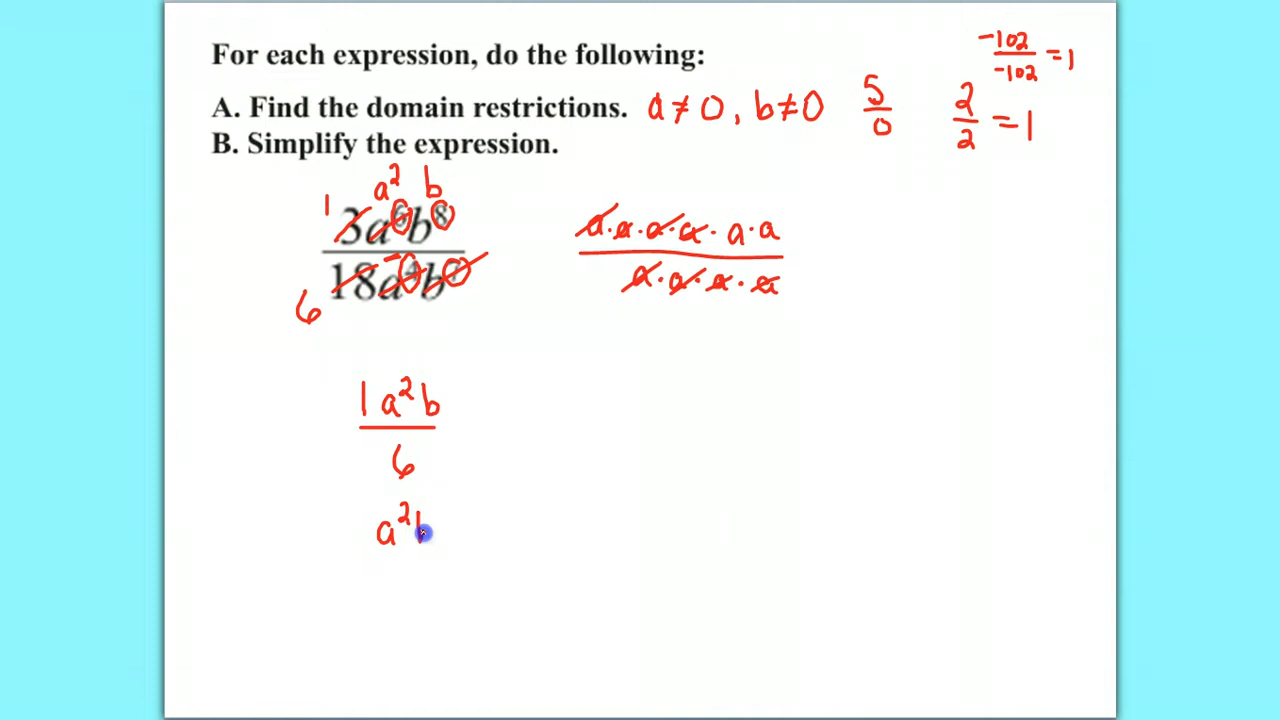 For each expression, do the following:
-102
/ -102 = 1
A. Find the domain restrictions. a ≠ 0, b ≠ 0 5/0 2/2 = 1
B. Simplify the expression.
a² b
1 3a⁶b⁸
6 18a⁴b⁷
a·a·a·a·a·a
a·a·a·a
1a²b
6
a²b